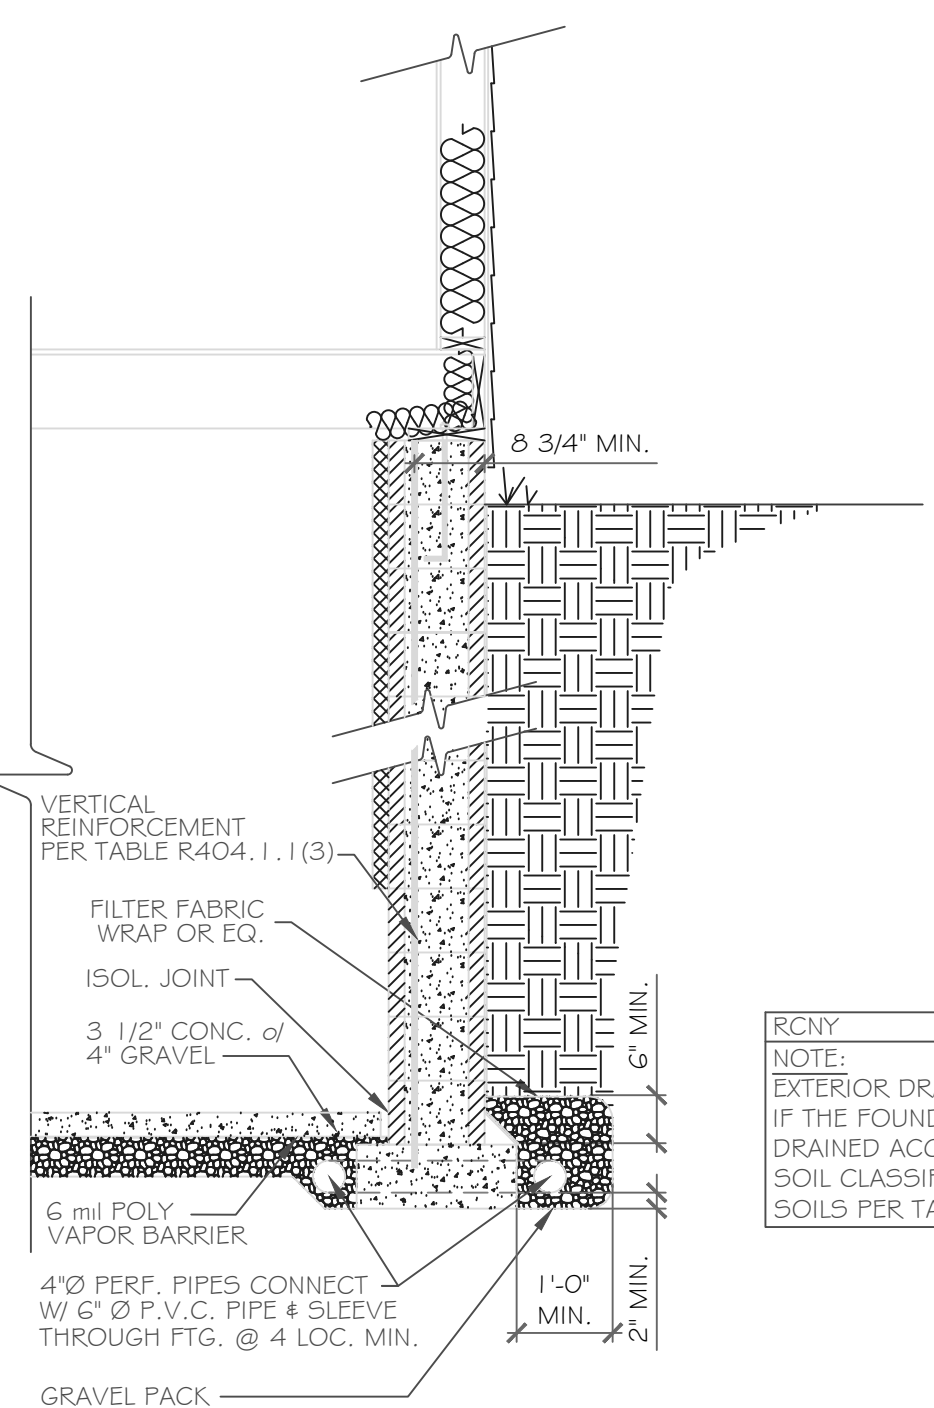 8 3/4" MIN.
VERTICAL
REINFORCEMENT
PER TABLE R404.1.1(3)
FILTER FABRIC
WRAP OR EQ.
ISOL. JOINT
3 1/2" CONC. o/
4" GRAVEL
6" MIN.
RCNY
NOTE:
EXTERIOR DR
IF THE FOUND
DRAINED ACC
SOIL CLASSIF
SOILS PER TA
6 mil POLY
VAPOR BARRIER
4"Ø PERF. PIPES CONNECT
W/ 6" Ø P.V.C. PIPE & SLEEVE
THROUGH FTG. @ 4 LOC. MIN.
1'-0"
MIN.
2" MIN.
GRAVEL PACK